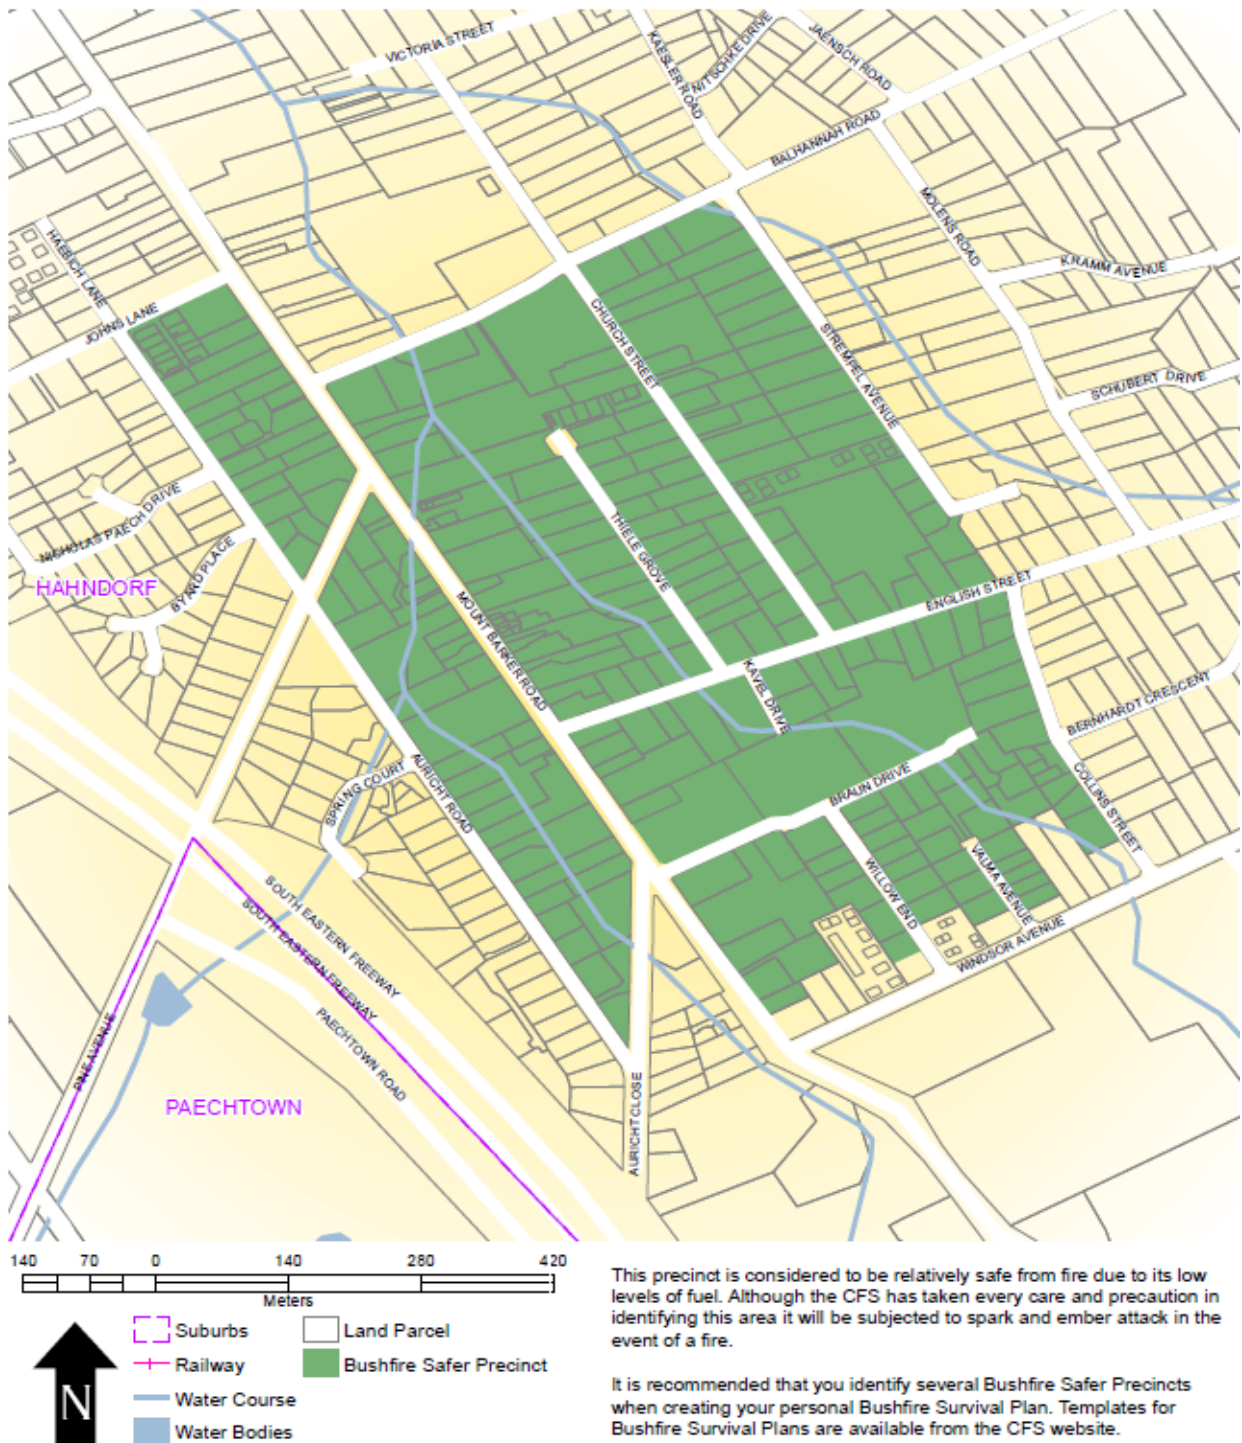 VICTORIA STREET
KAESLER ROAD
NITSCHKE DRIVE
JAENSCH ROAD
BALHANNAH ROAD
MOLENS ROAD
KRAMM AVENUE
HAEBICH LANE
JOHNS LANE
CHURCH STREET
STREMPEL AVENUE
SCHUBERT DRIVE
NICHOLAS PAECH DRIVE
THIELE GROVE
HAHNDORF
BYARD PLACE
MOUNT BARKER ROAD
ENGLISH STREET
KAVEL DRIVE
BERNHARDT CRESCENT
SPRING COURT
AURICHT ROAD
BRAUN DRIVE
COLLINS STREET
WILLOW END
VALMA AVENUE
WINDSOR AVENUE
SOUTH EASTERN FREEWAY
SOUTH EASTERN FREEWAY
PAECHTOWN ROAD
PINE AVENUE
PAECHTOWN
AURICHT CLOSE
140 70 0 140 280 420
Meters
Suburbs
Land Parcel
Railway
Bushfire Safer Precinct
Water Course
Water Bodies
N
This precinct is considered to be relatively safe from fire due to its low
levels of fuel. Although the CFS has taken every care and precaution in
identifying this area it will be subjected to spark and ember attack in the
event of a fire.
It is recommended that you identify several Bushfire Safer Precincts
when creating your personal Bushfire Survival Plan. Templates for
Bushfire Survival Plans are available from the CFS website.